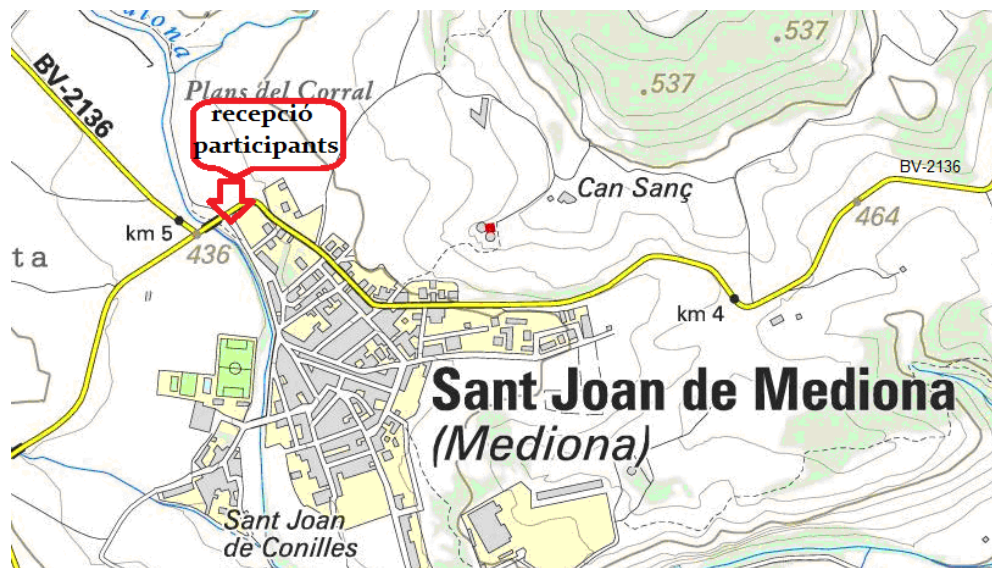 BV-2136
Plans del Corral
recepció
participants
537
537
Can Sanç
BV-2136
464
km 5
436
ta
km 4
Sant Joan de Mediona
(Mediona)
Sant Joan
de Conilles